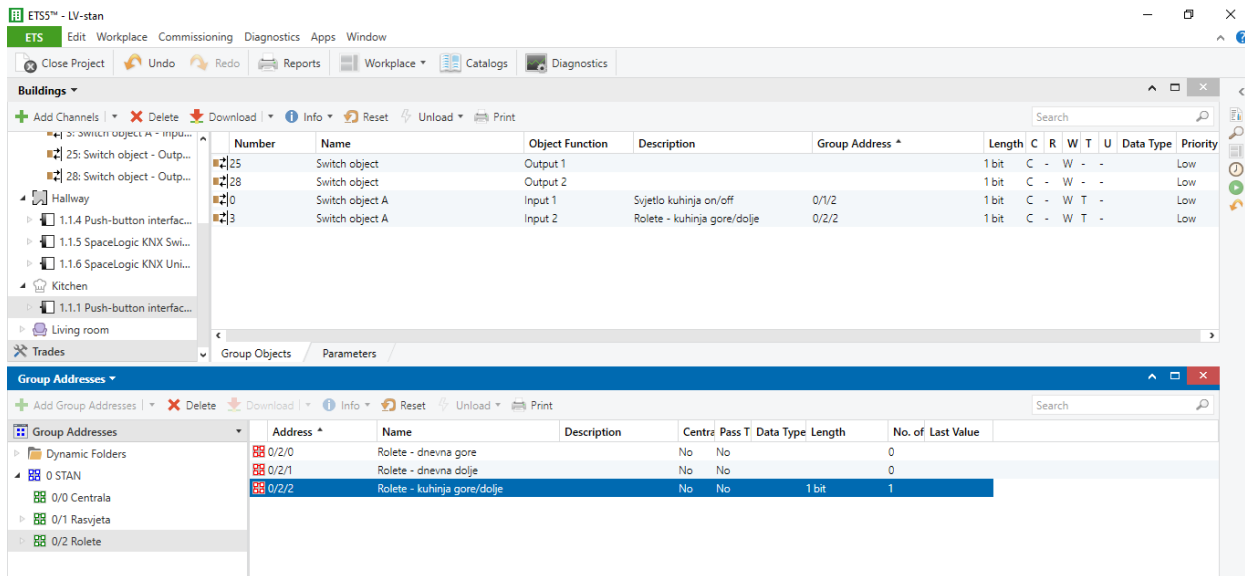 ETS5™ - LV-stan
ETS Edit Workplace Commissioning Diagnostics Apps Window
Close Project Undo Redo Reports Workplace Catalogs Diagnostics
Buildings
Add Channels Delete Download Info Reset Unload Print Search
3: Switch object A - Inpu...
25: Switch object - Outp...
28: Switch object - Outp...
Hallway
1.1.4 Push-button interfac...
1.1.5 SpaceLogic KNX Swi...
1.1.6 SpaceLogic KNX Uni...
Kitchen
1.1.1 Push-button interfac...
Living room
Trades
Number Name Object Function Description Group Address Length C R W T U Data Type Priority
25 Switch object Output 1 1 bit C - W - - Low
28 Switch object Output 2 1 bit C - W - - Low
0 Switch object A Input 1 Svjetlo kuhinja on/off 0/1/2 1 bit C - W T - Low
3 Switch object A Input 2 Rolete - kuhinja gore/dolje 0/2/2 1 bit C - W T - Low
Group Objects Parameters
Group Addresses
Add Group Addresses Delete Download Info Reset Unload Print Search
Group Addresses
Dynamic Folders
0 STAN
0/0 Centrala
0/1 Rasvjeta
0/2 Rolete
Address Name Description Centra Pass T Data Type Length No. of Last Value
0/2/0 Rolete - dnevna gore No No 0
0/2/1 Rolete - dnevna dolje No No 0
0/2/2 Rolete - kuhinja gore/dolje No No 1 bit 1